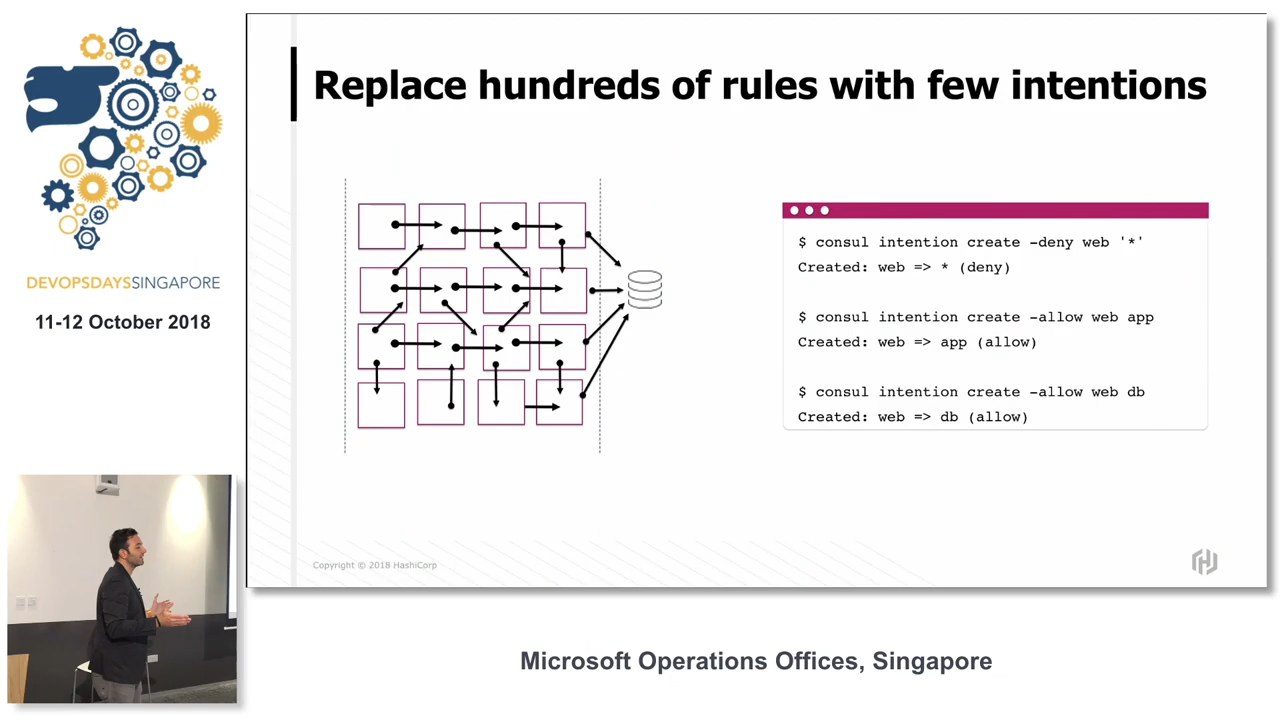 DEVOPSDAYSSINGAPORE
11-12 October 2018
Replace hundreds of rules with few intentions
$ consul intention create -deny web '*'
Created: web => * (deny)
$ consul intention create -allow web app
Created: web => app (allow)
$ consul intention create -allow web db
Created: web => db (allow)
Copyright © 2018 HashiCorp
Microsoft Operations Offices, Singapore